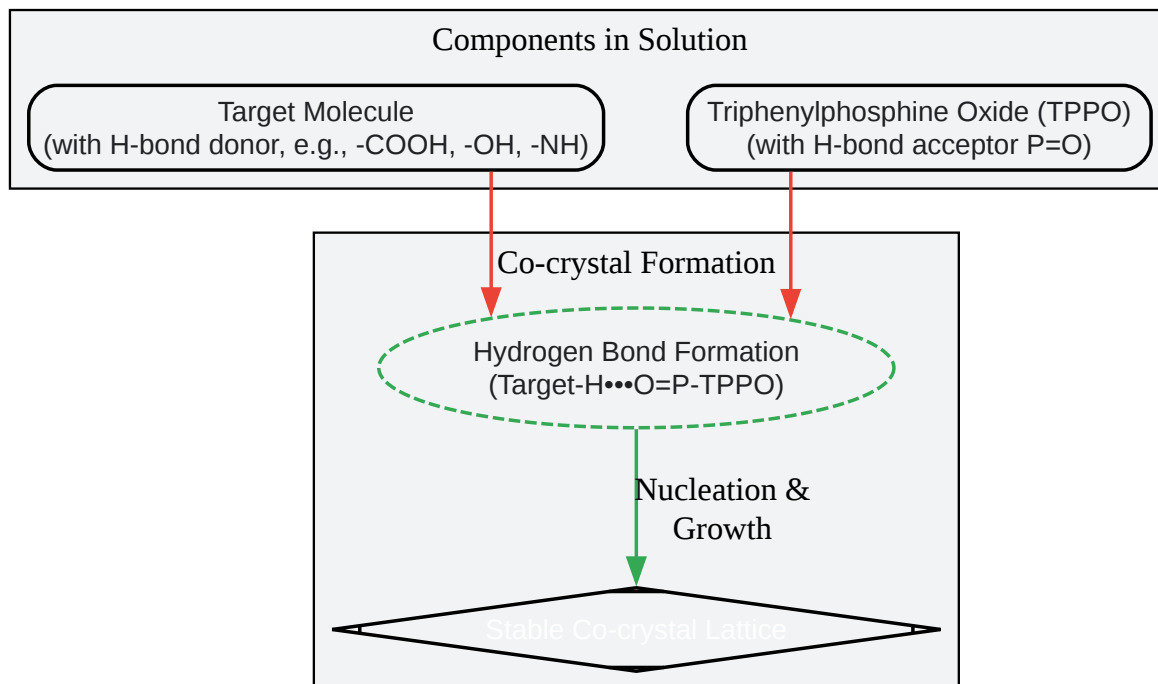 Components in Solution
Target Molecule
(with H-bond donor, e.g., -COOH, -OH, -NH)
Triphenylphosphine Oxide (TPPO)
(with H-bond acceptor P=O)
Co-crystal Formation
Hydrogen Bond Formation
(Target-H•••O=P-TPPO)
Nucleation &
Growth
Stable Co-crystal Lattice